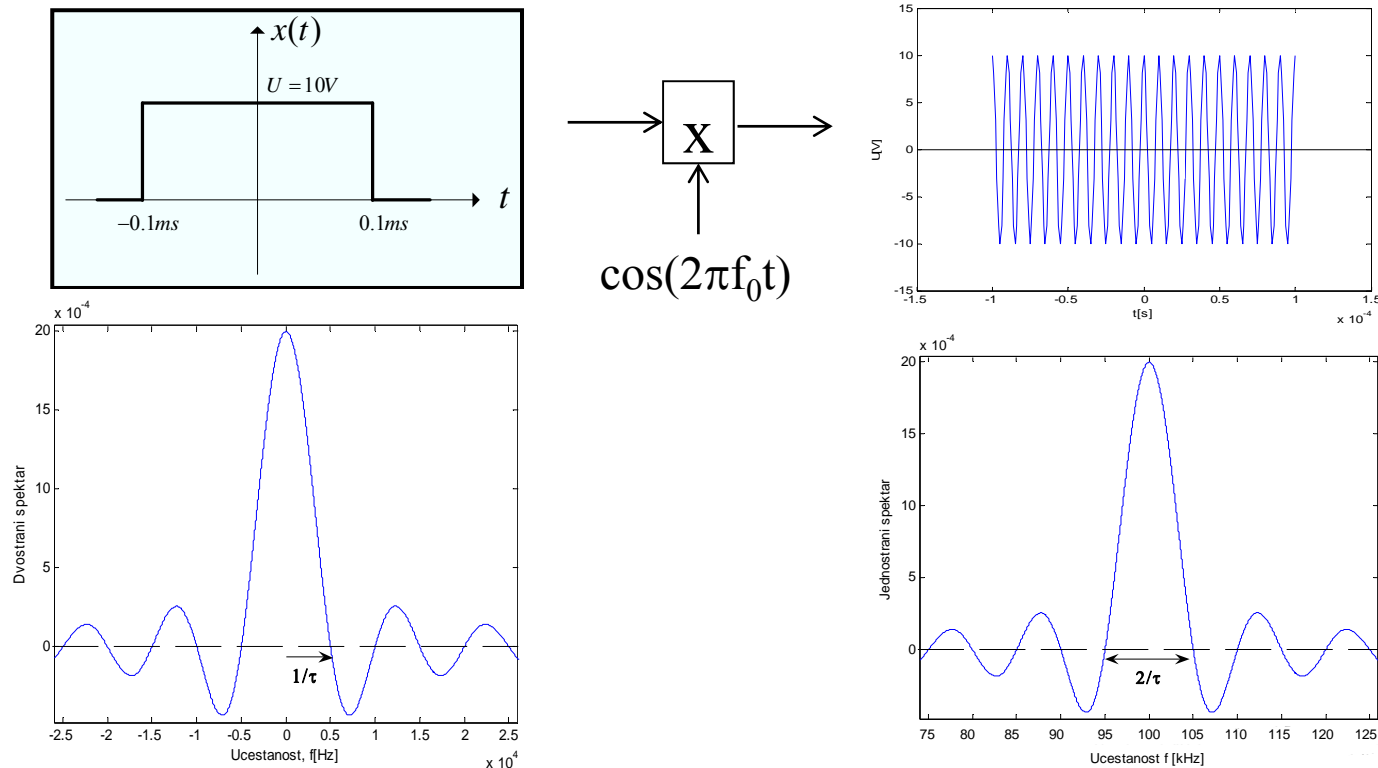 x(t)
U = 10V
t
−0.1ms
0.1ms
x
cos(2πf₀t)
15
10
5
0
-5
-10
-15
U[V]
-1.5
-1
-0.5
0
0.5
1
1.5
t[s]
x 10⁻⁴
x 10⁻⁴
20
15
10
5
0
Dvostrani spektar
1/τ
-2.5
-2
-1.5
-1
-0.5
0
0.5
1
1.5
2
2.5
Ucestanost, f[Hz]
x 10⁴
x 10⁻⁴
20
15
10
5
0
Jednostrani spektar
2/τ
75
80
85
90
95
100
105
110
115
120
125
Ucestanost f [kHz]